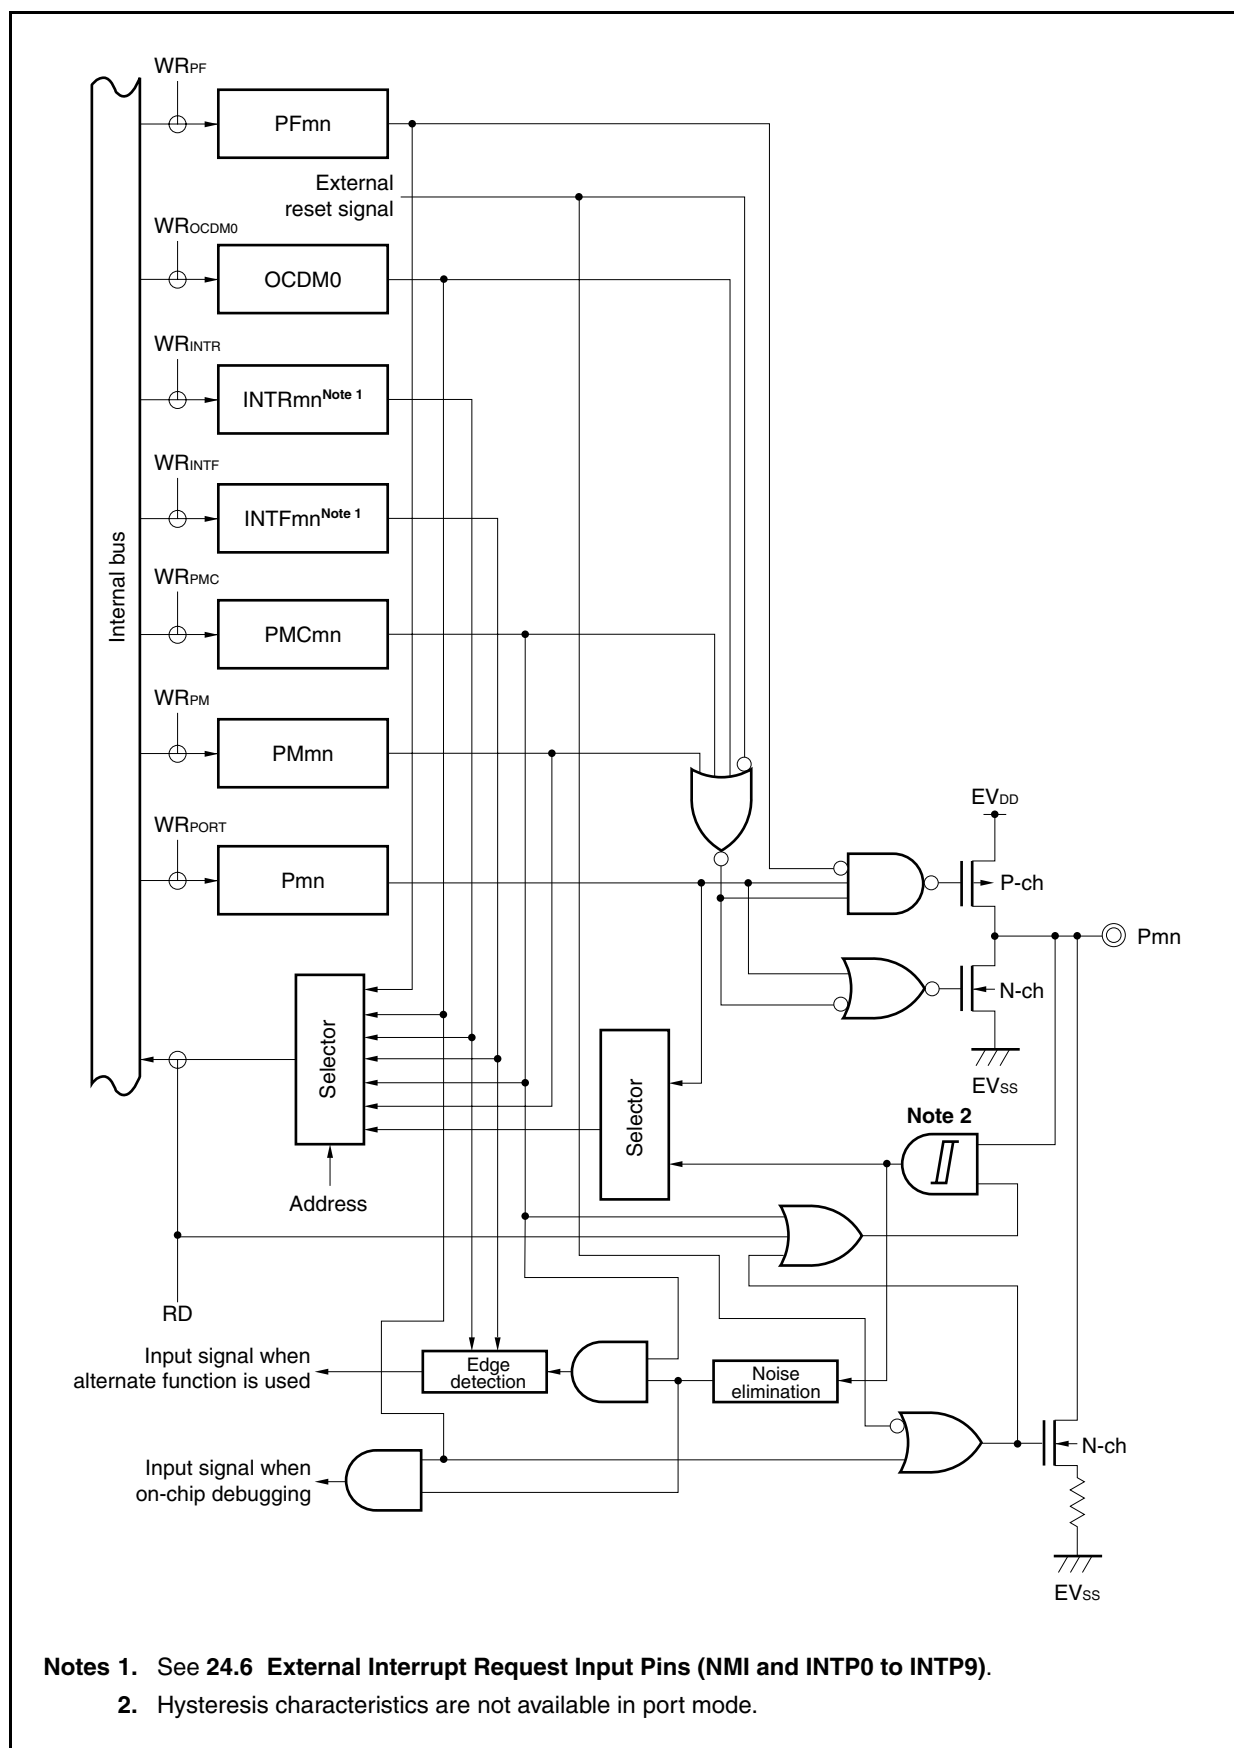 WRPF
PFmn
External
reset signal
WROCDM0
OCDM0
WRINTR
INTRmnNote 1
WRINTF
INTFmnNote 1
Internal bus
WRPMC
PMCmn
WRPM
PMmn
EVDD
WRPORT
Pmn
P-ch
Pmn
N-ch
Selector
EVSS
Selector
Note 2
Address
RD
Input signal when
alternate function is used
Edge
detection
Noise
elimination
N-ch
Input signal when
on-chip debugging
EVSS
Notes 1. See 24.6 External Interrupt Request Input Pins (NMI and INTP0 to INTP9).
2. Hysteresis characteristics are not available in port mode.